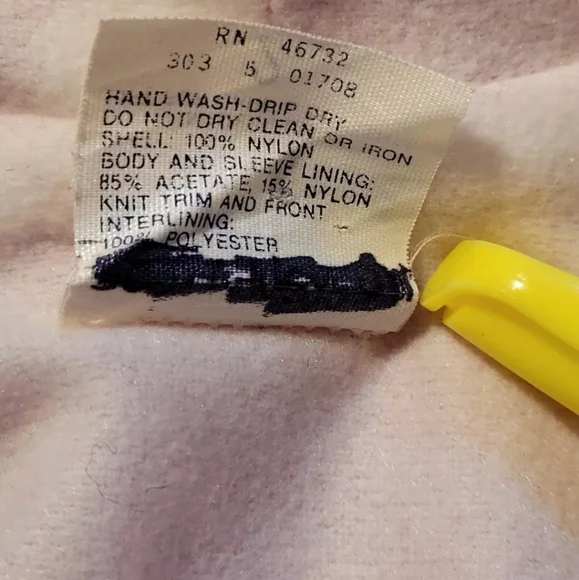 RN 46732
303 5 01708
HAND WASH-DRIP DRY
DO NOT DRY CLEAN OR IRON
SHELL: 100% NYLON
BODY AND SLEEVE LINING:
85% ACETATE, 15% NYLON
KNIT TRIM AND FRONT
INTERLINING:
100% POLYESTER